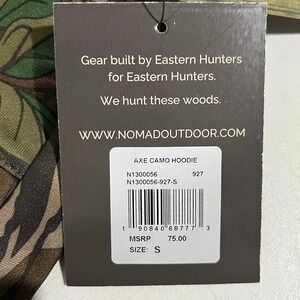 Gear built by Eastern Hunters
for Eastern Hunters.
We hunt these woods.
WWW.NOMADOUTDOOR.COM
AXE CAMO HOODIE
N1300056 927
N1300056-927-S
1 90840 68777 3
MSRP 75.00
SIZE: S